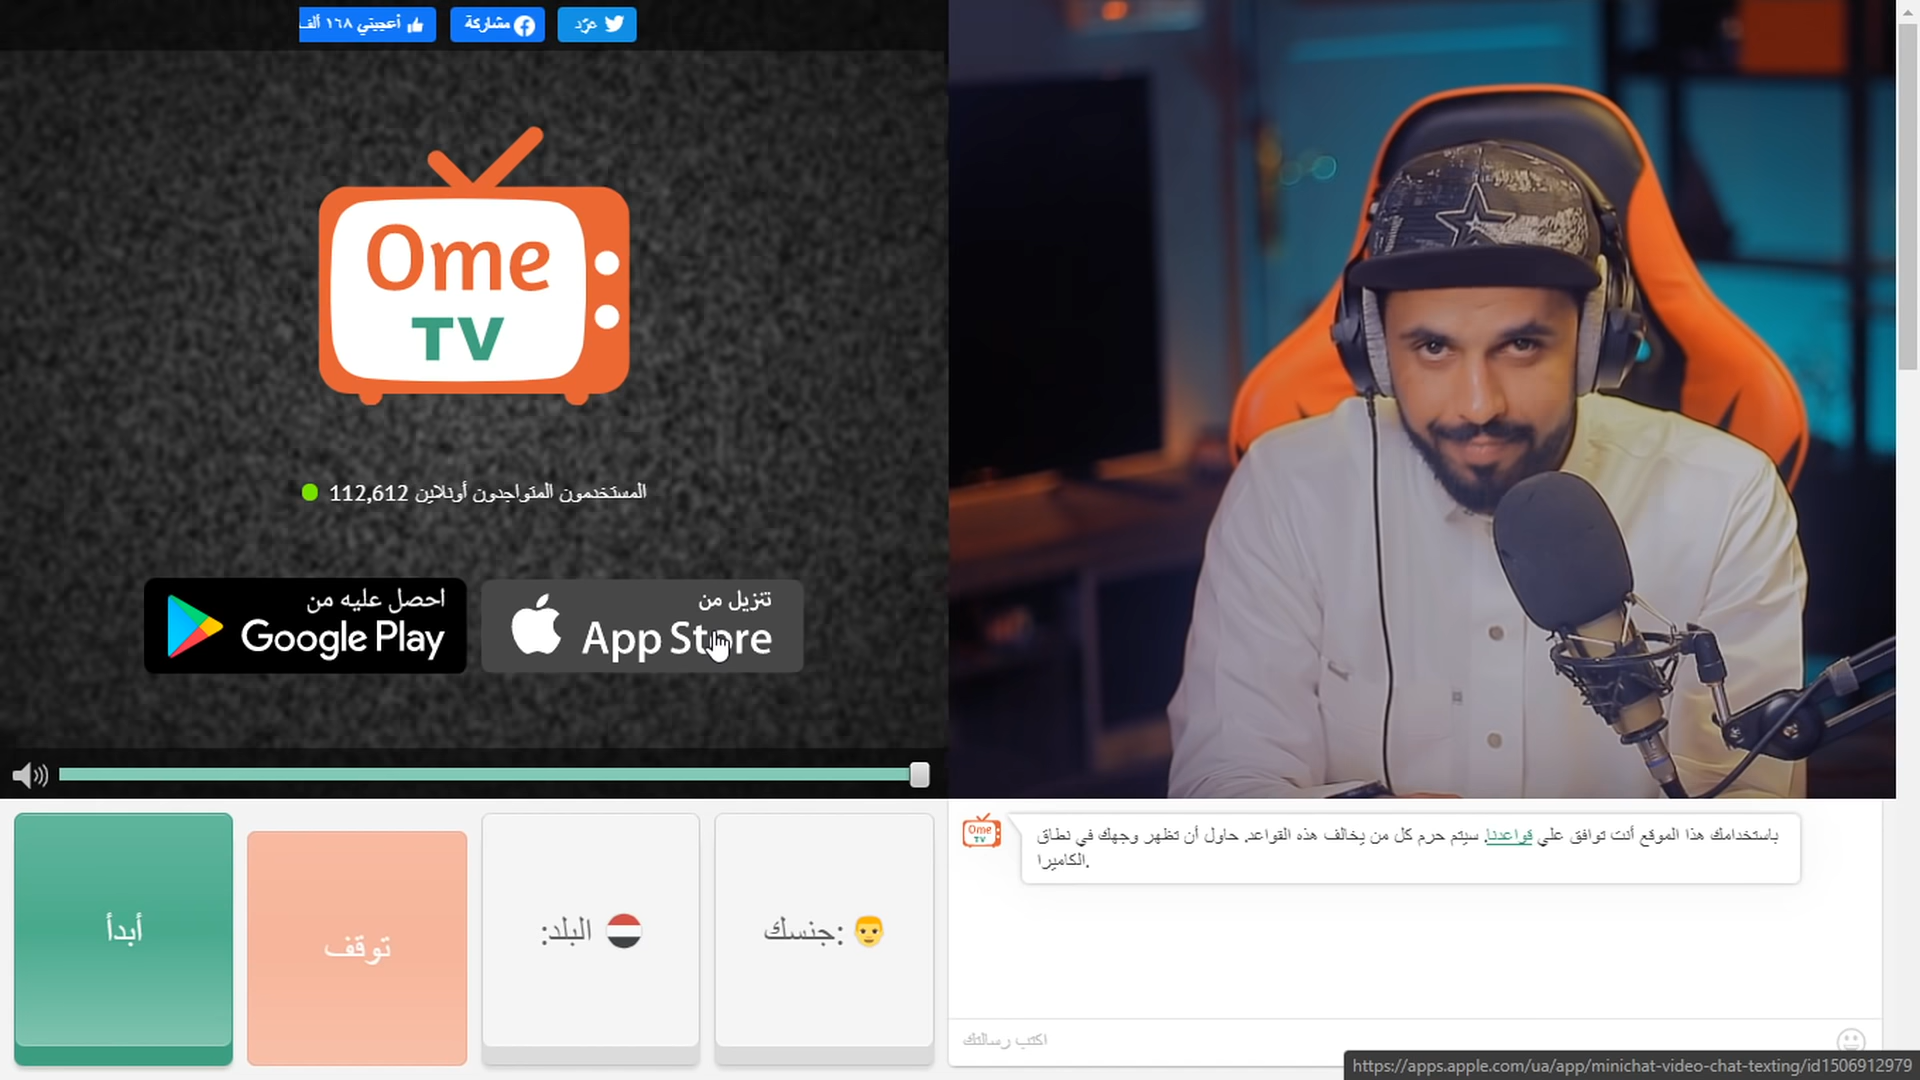 أعجبني ١٦٨ ألف
مشاركة
غرّد
Ome
TV
المستخدمون المتواجدون أونلاين 112,612
احصل عليه من
Google Play
تنزيل من
App Store
أبدأ
توقف
البلد:
جنسك:
Ome
TV
باستخدامك هذا الموقع أنت توافق علي قواعدنا. سيتم حرم كل من يخالف هذه القواعد. حاول أن تظهر وجهك في نطاق
الكاميرا.
اكتب رسالتك
https://apps.apple.com/ua/app/minichat-video-chat-texting/id1506912979